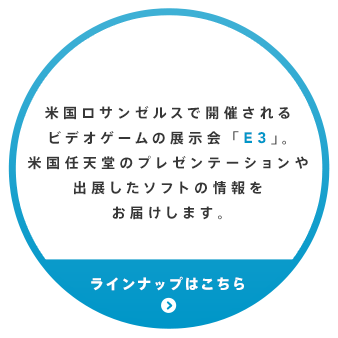 米国ロサンゼルスで開催される
ビデオゲームの展示会「E3」。
米国任天堂のプレゼンテーションや
出展したソフトの情報を
お届けします。
ラインナップはこちら